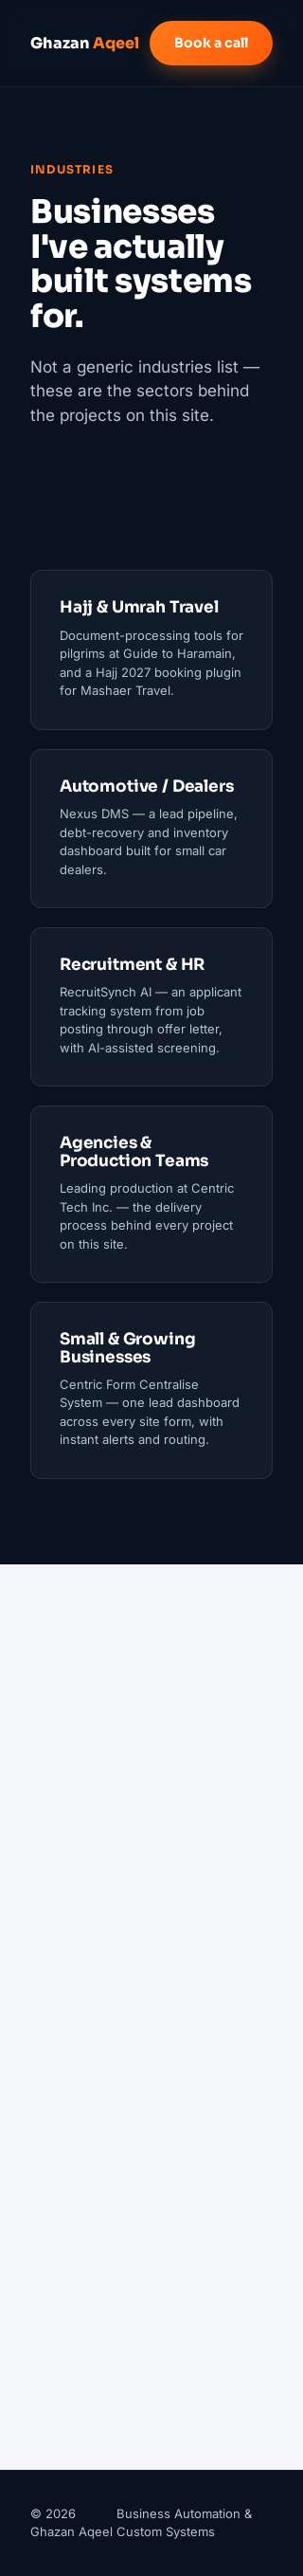 Ghazan Aqeel
Book a call
INDUSTRIES
Businesses
I've actually
built systems
for.
Not a generic industries list —
these are the sectors behind
the projects on this site.
Hajj & Umrah Travel
Document-processing tools for
pilgrims at Guide to Haramain,
and a Hajj 2027 booking plugin
for Mashaer Travel.
Automotive / Dealers
Nexus DMS — a lead pipeline,
debt-recovery and inventory
dashboard built for small car
dealers.
Recruitment & HR
RecruitSynch AI — an applicant
tracking system from job
posting through offer letter,
with AI-assisted screening.
Agencies &
Production Teams
Leading production at Centric
Tech Inc. — the delivery
process behind every project
on this site.
Small & Growing
Businesses
Centric Form Centralise
System — one lead dashboard
across every site form, with
instant alerts and routing.
© 2026
Ghazan Aqeel
Business Automation &
Custom Systems